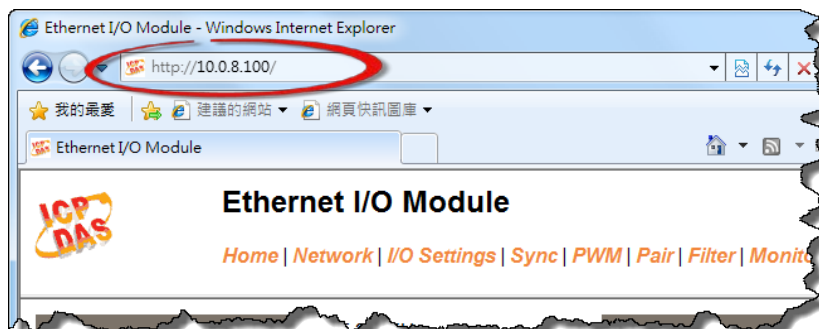 Ethernet I/O Module - Windows Internet Explorer
http://10.0.8.100/
我的最愛 建議的網站 網頁快訊圖庫
Ethernet I/O Module
ICP DAS
Ethernet I/O Module
Home | Network | I/O Settings | Sync | PWM | Pair | Filter | Monito